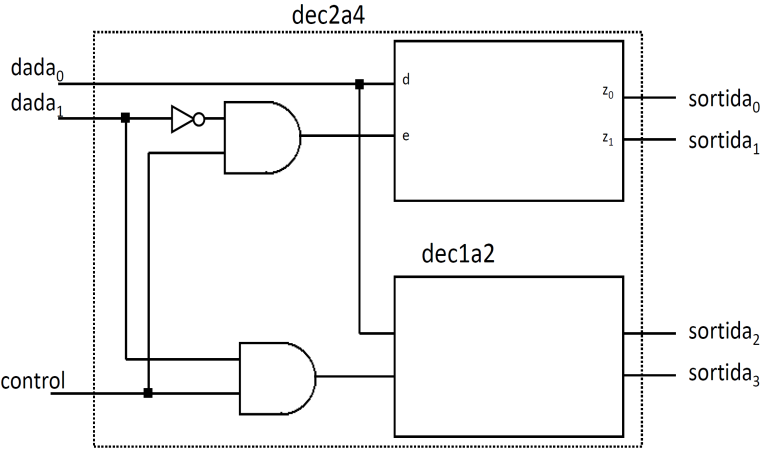 dec2a4
dada₀
dada₁
d
e
z₀
z₁
sortida₀
sortida₁
dec1a2
control
sortida₂
sortida₃